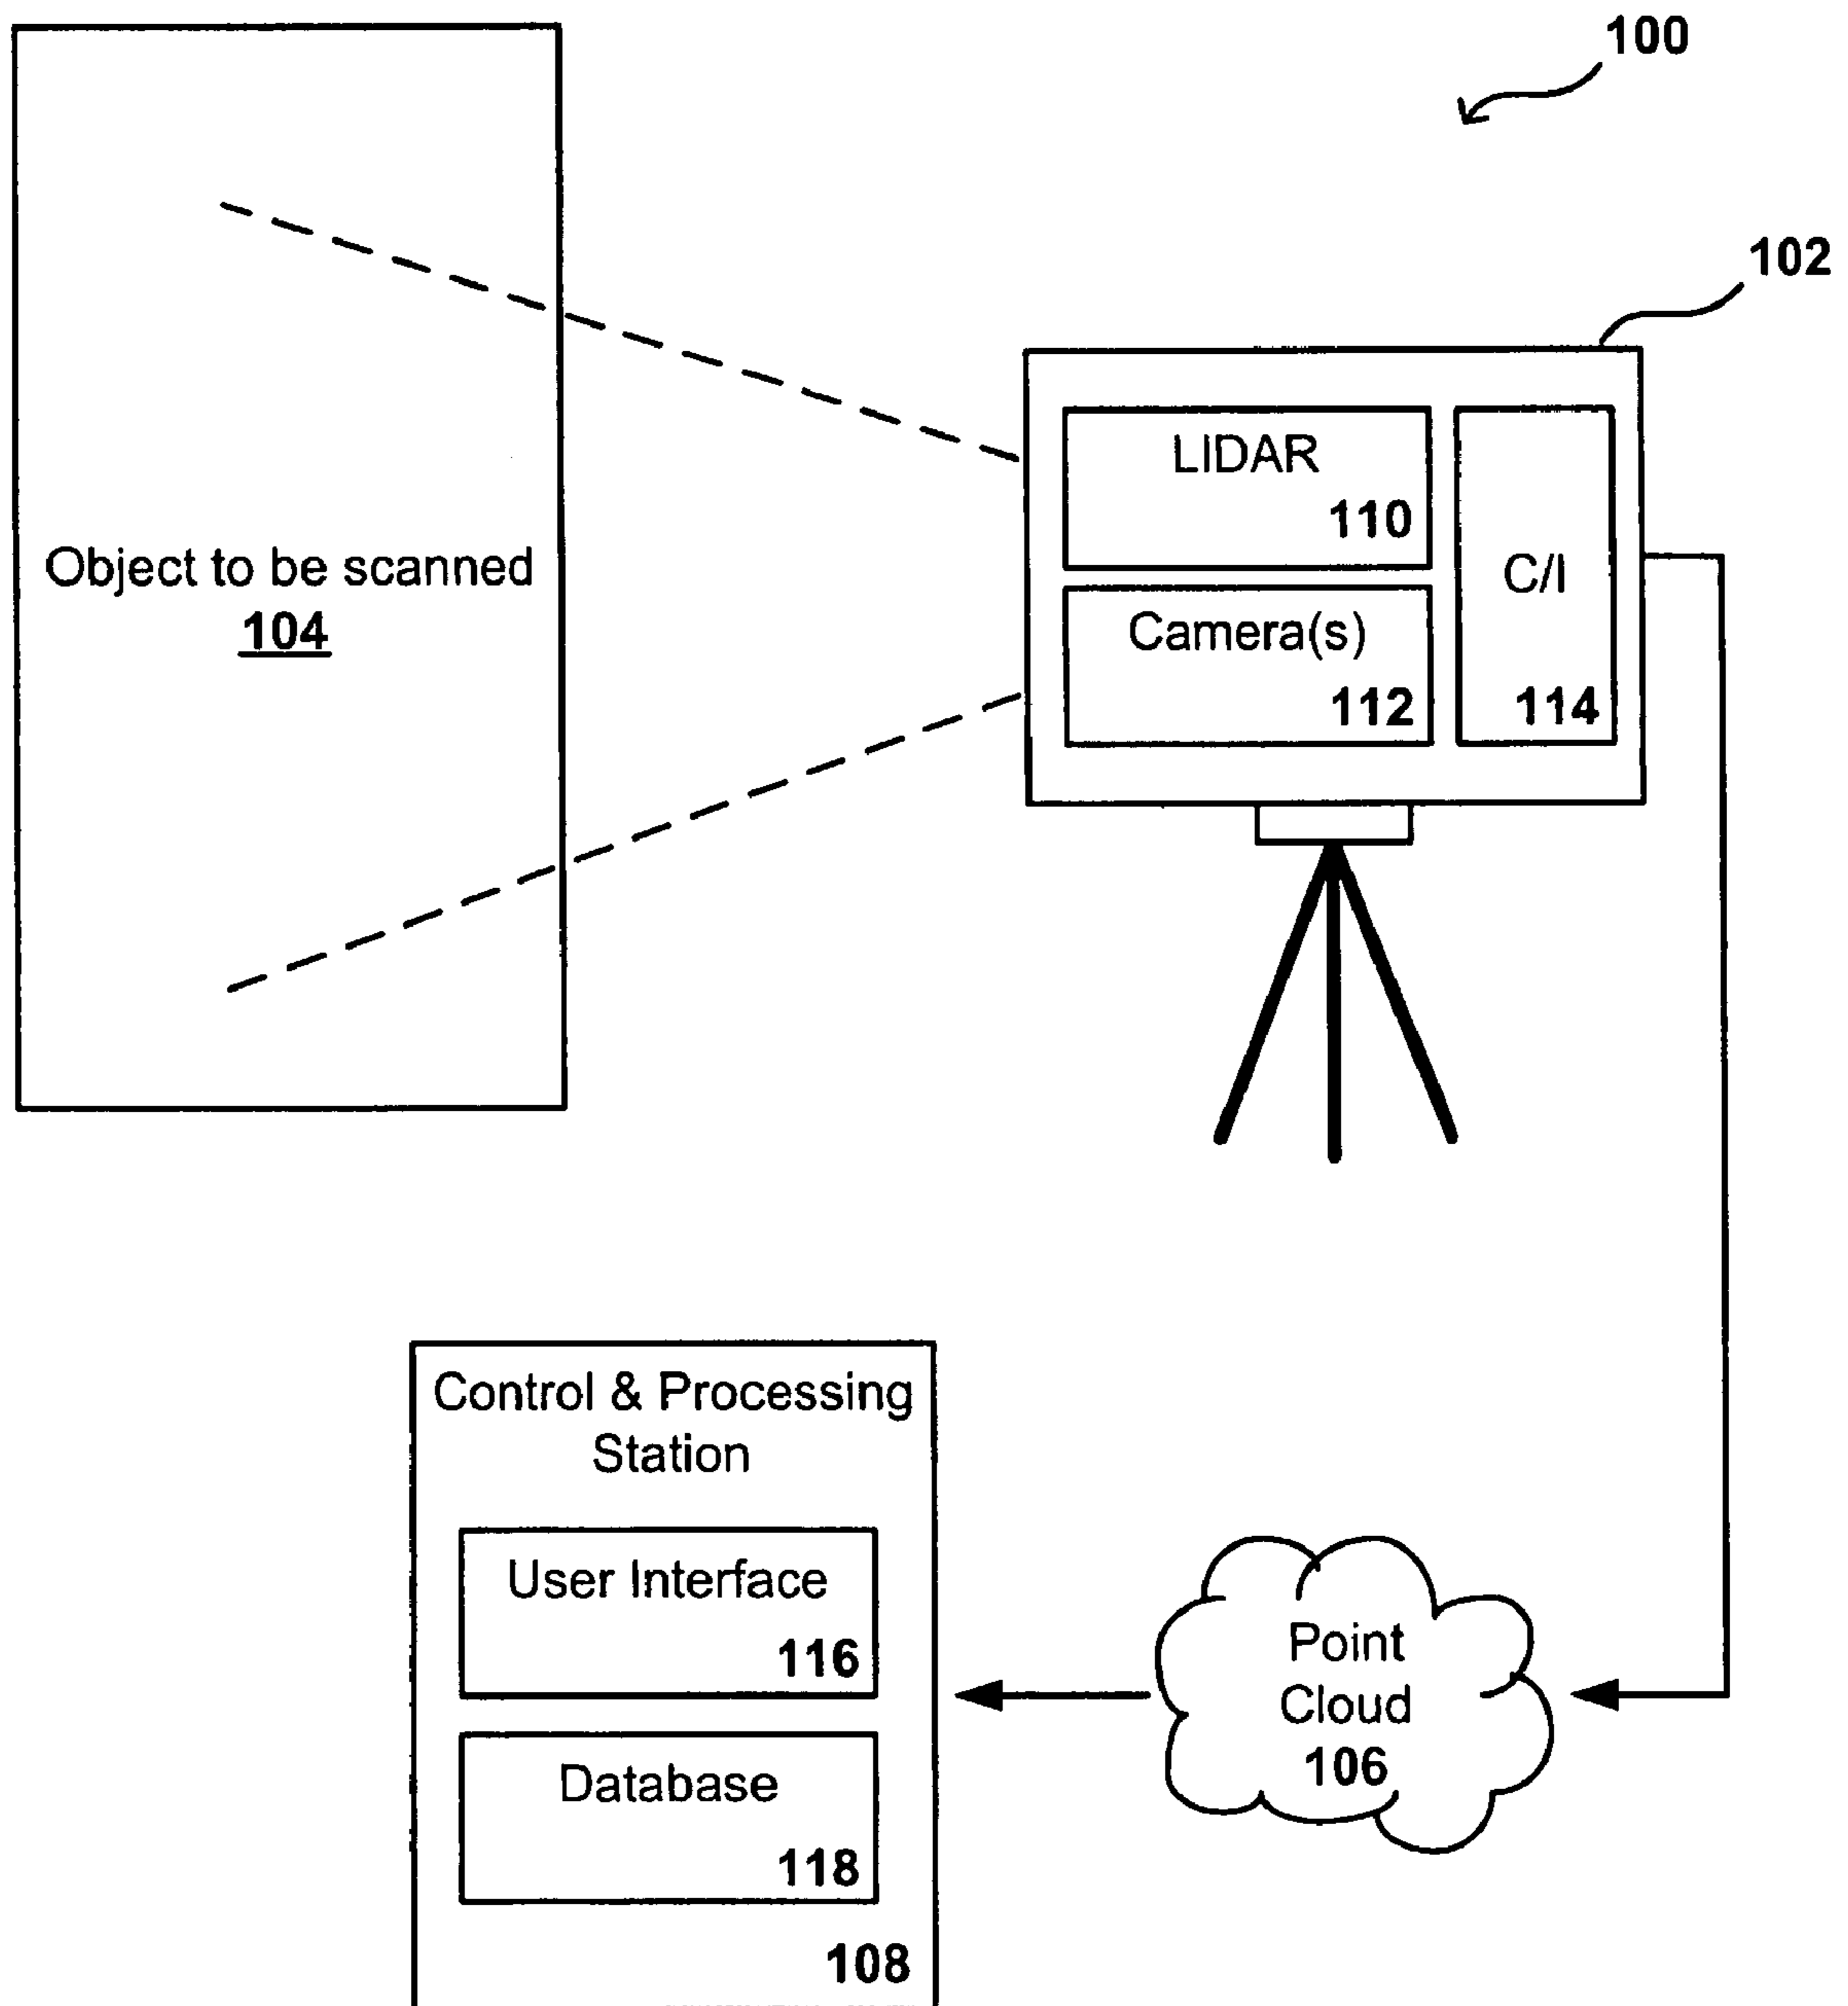 100
102
LIDAR
110
C/I
114
Camera(s)
112
Object to be scanned
104
Control & Processing
Station
User Interface
116
Database
118
108
Point
Cloud
106